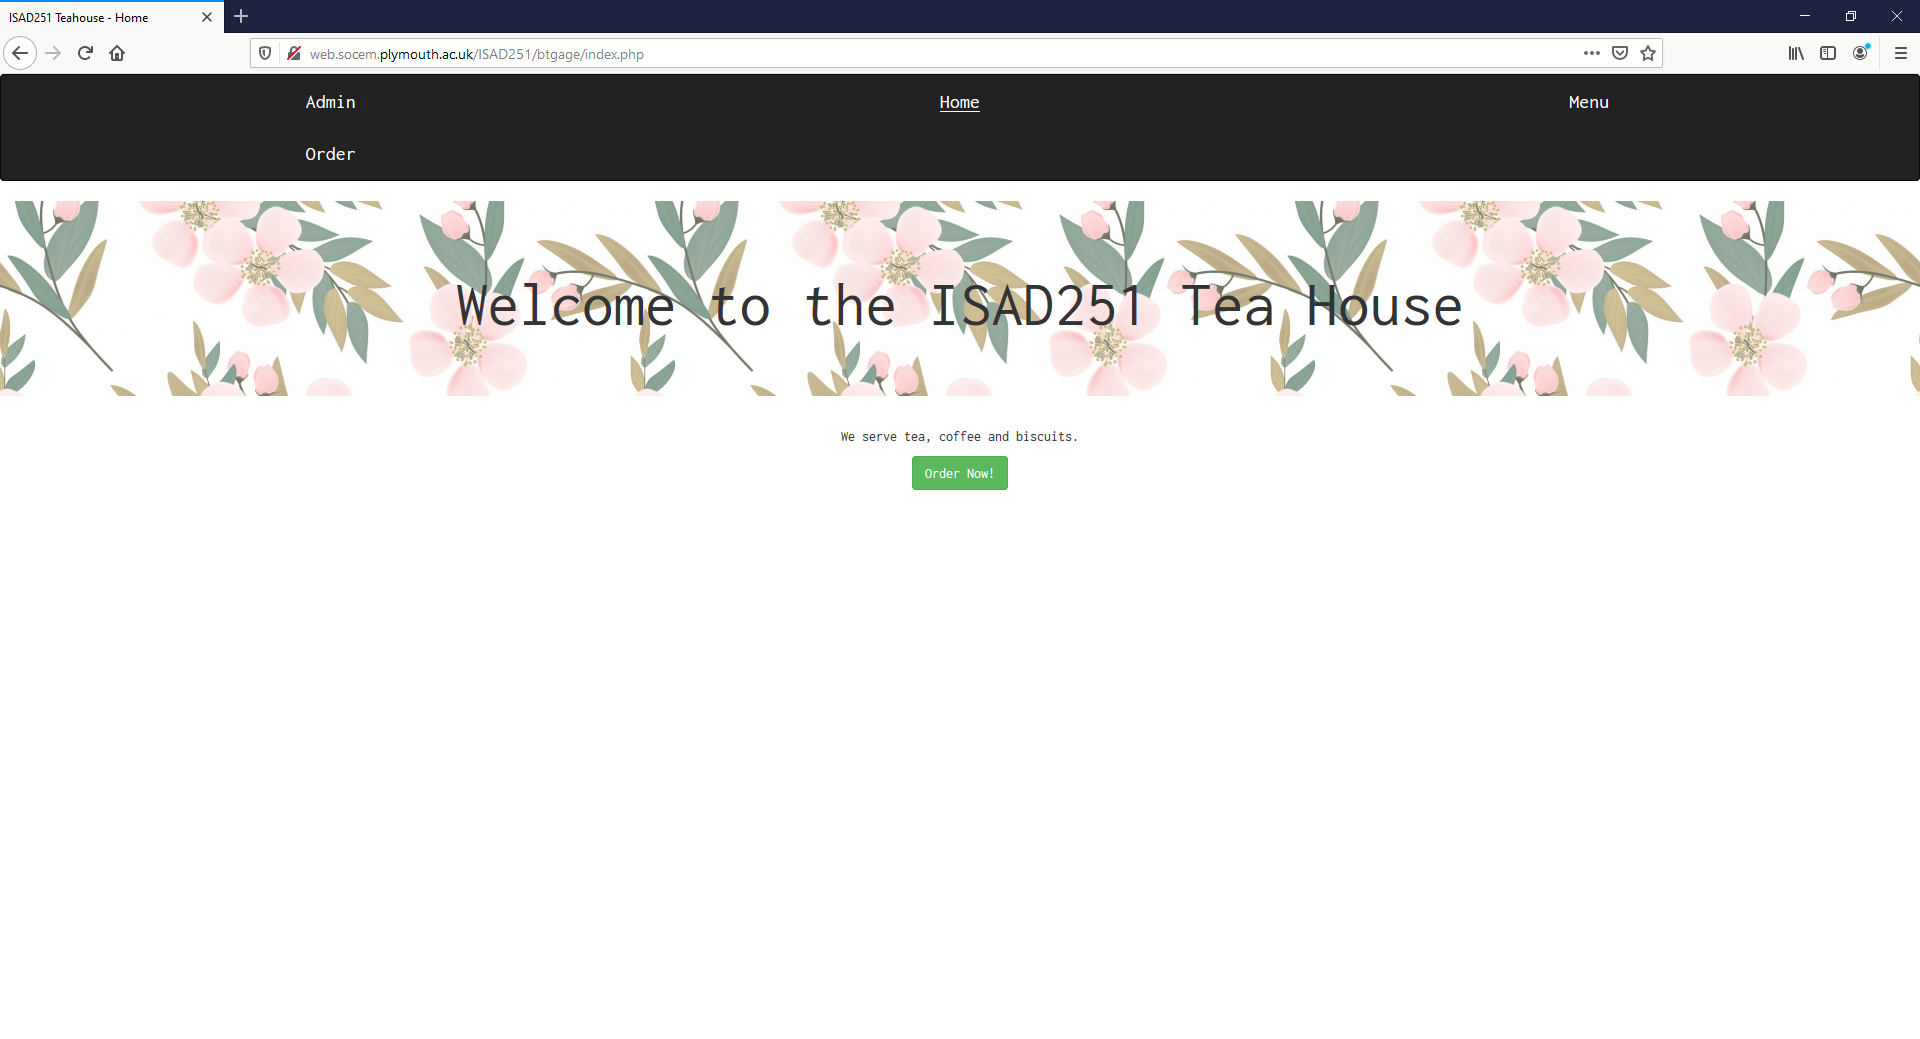 ISAD251 Teahouse - Home
web.socem.plymouth.ac.uk/ISAD251/btgage/index.php
Admin Home Menu
Order
Welcome to the ISAD251 Tea House
We serve tea, coffee and biscuits.
Order Now!